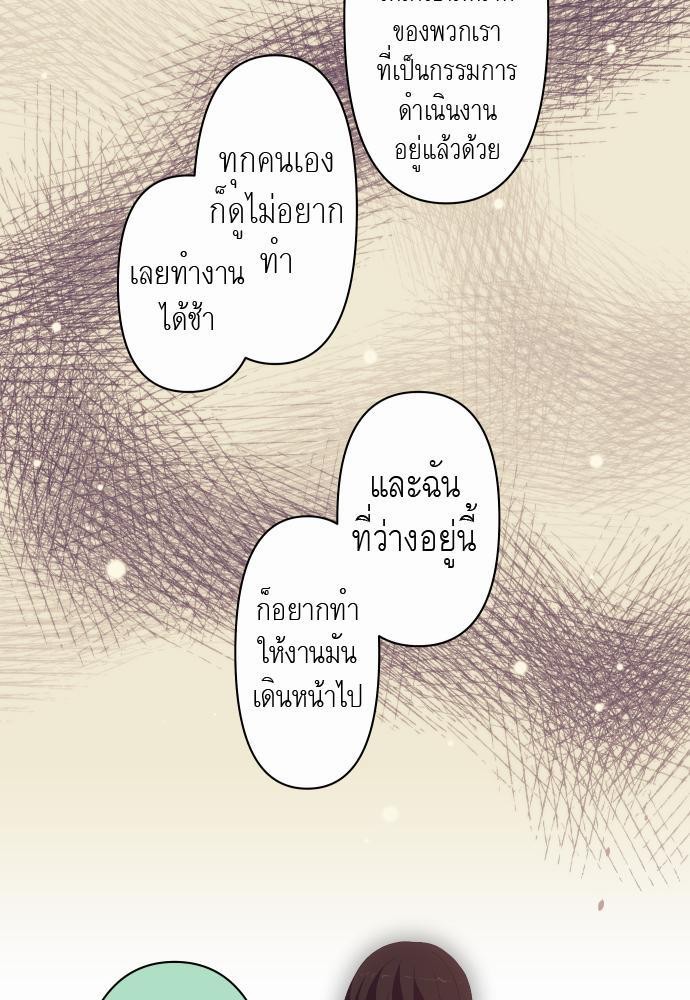 ของพวกเรา
ที่เป็นกรรมการ
ดำเนินงาน
อยู่แล้วด้วย
ทุกคนเอง
ก็ดูไม่อยาก
ทำ
เลยทำงาน
ได้ช้า
และฉัน
ที่ว่างอยู่นี้
ก็อยากทำ
ให้งานมัน
เดินหน้าไป